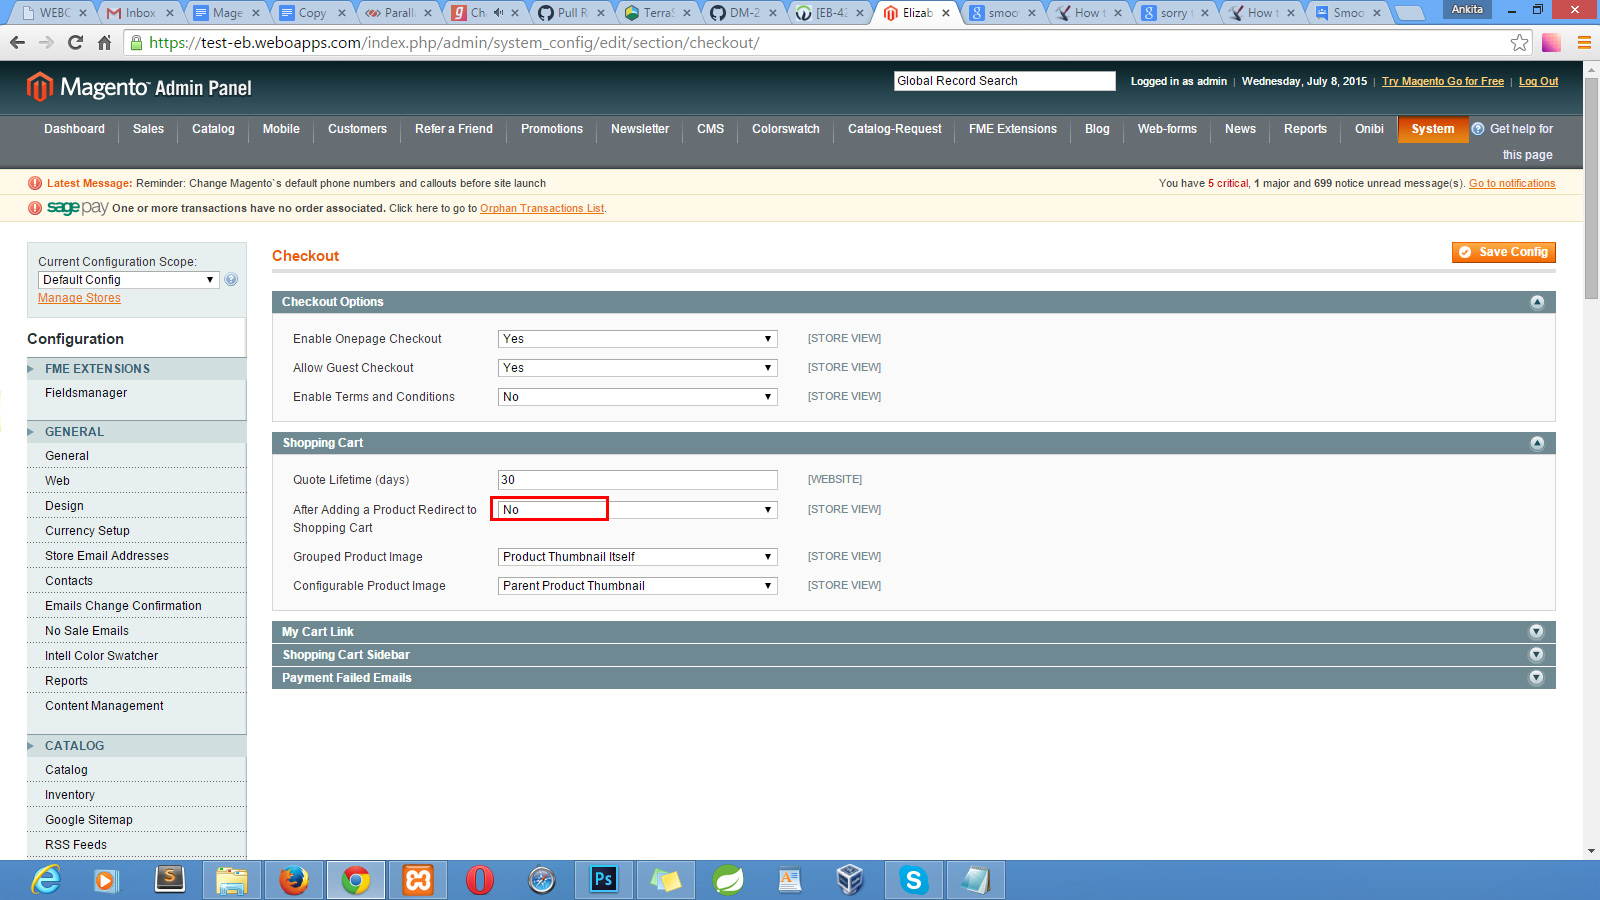 WEBC
Inbox
Mage
Copy
Parall
Ch
Pull R
TerraS
DM-2
[EB-42
Elizab
smoo
How t
sorry t
How t
Smoo
Ankita
https://test-eb.weboapps.com/index.php/admin/system_config/edit/section/checkout/
Magento Admin Panel
Global Record Search
Logged in as admin | Wednesday, July 8, 2015 | Try Magento Go for Free | Log Out
Dashboard
Sales
Catalog
Mobile
Customers
Refer a Friend
Promotions
Newsletter
CMS
Colorswatch
Catalog-Request
FME Extensions
Blog
Web-forms
News
Reports
Onibi
System
Get help for
this page
Latest Message: Reminder: Change Magento`s default phone numbers and callouts before site launch
You have 5 critical, 1 major and 699 notice unread message(s). Go to notifications
sage pay One or more transactions have no order associated. Click here to go to Orphan Transactions List.
Current Configuration Scope:
Default Config
Manage Stores
Configuration
FME EXTENSIONS
Fieldsmanager
GENERAL
General
Web
Design
Currency Setup
Store Email Addresses
Contacts
Emails Change Confirmation
No Sale Emails
Intell Color Swatcher
Reports
Content Management
CATALOG
Catalog
Inventory
Google Sitemap
RSS Feeds
Checkout
Save Config
Checkout Options
Enable Onepage Checkout
Yes
[STORE VIEW]
Allow Guest Checkout
Yes
[STORE VIEW]
Enable Terms and Conditions
No
[STORE VIEW]
Shopping Cart
Quote Lifetime (days)
30
[WEBSITE]
After Adding a Product Redirect to
Shopping Cart
No
[STORE VIEW]
Grouped Product Image
Product Thumbnail Itself
[STORE VIEW]
Configurable Product Image
Parent Product Thumbnail
[STORE VIEW]
My Cart Link
Shopping Cart Sidebar
Payment Failed Emails